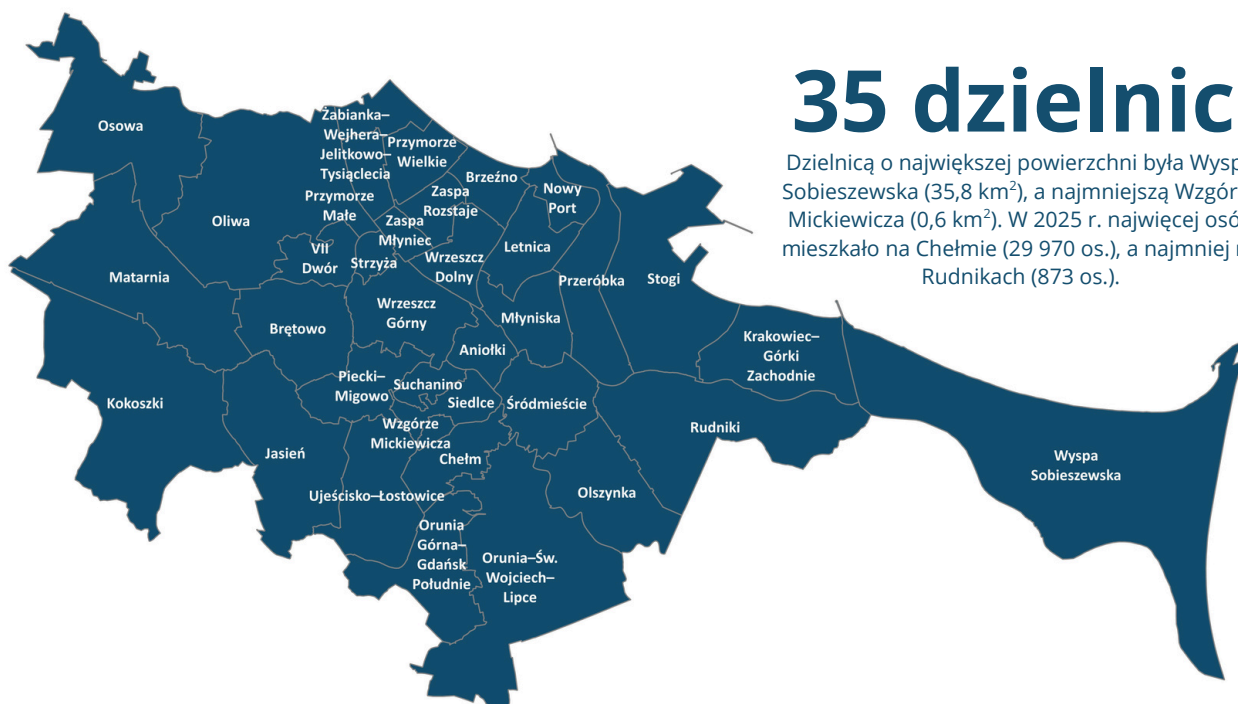 35 dzielnic
Dzielnicą o największej powierzchni była Wysp
Sobieszewska (35,8 km²), a najmniejszą Wzgór
Mickiewicza (0,6 km²). W 2025 r. najwięcej osó
mieszkało na Chełmie (29 970 os.), a najmniej n
Rudnikach (873 os.).
Osowa
Żabianka–
Wejhera–
Jelitkowo–
Tysiąclecia
Przymorze
Wielkie
Brzeźno
Nowy
Port
Zaspa
Rozstaje
Przymorze
Małe
Oliwa
Zaspa
Młyniec
Letnica
VII
Dwór
Strzyża
Wrzeszcz
Dolny
Matarnia
Przeróbka
Stogi
Wrzeszcz
Górny
Brętowo
Młyniska
Aniołki
Krakowiec–
Górki
Zachodnie
Piecki–
Migowo
Suchanino
Siedlce
Śródmieście
Kokoszki
Wzgórze
Mickiewicza
Rudniki
Jasień
Chełm
Wyspa
Sobieszewska
Ujeścisko–Łostowice
Olszynka
Orunia
Górna–
Gdańsk
Południe
Orunia–Św.
Wojciech–
Lipce